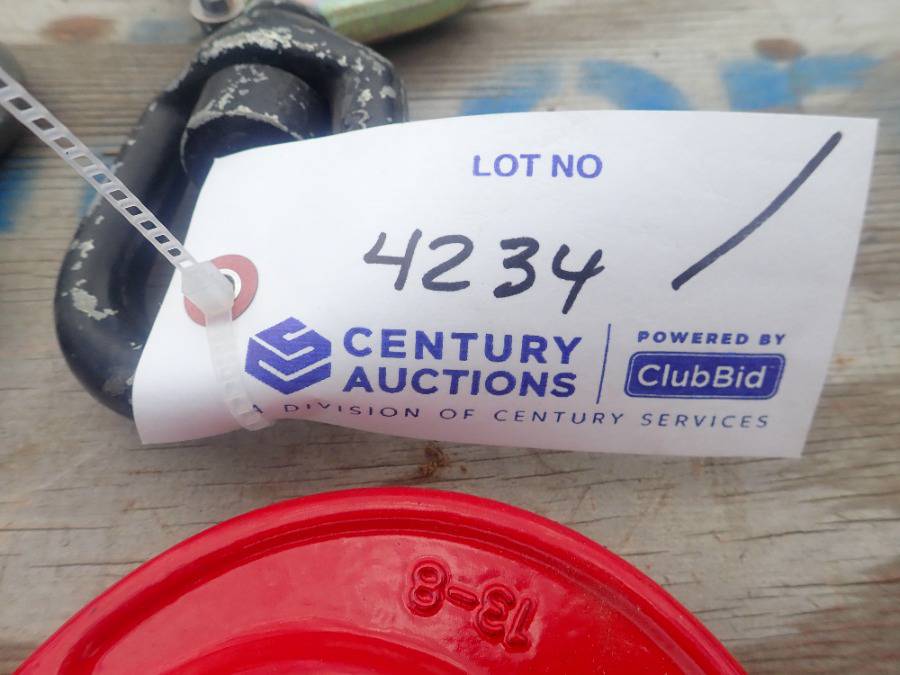 LOT NO
4234 /
CENTURY
AUCTIONS
A DIVISION OF CENTURY SERVICES
POWERED BY
ClubBid
13-8